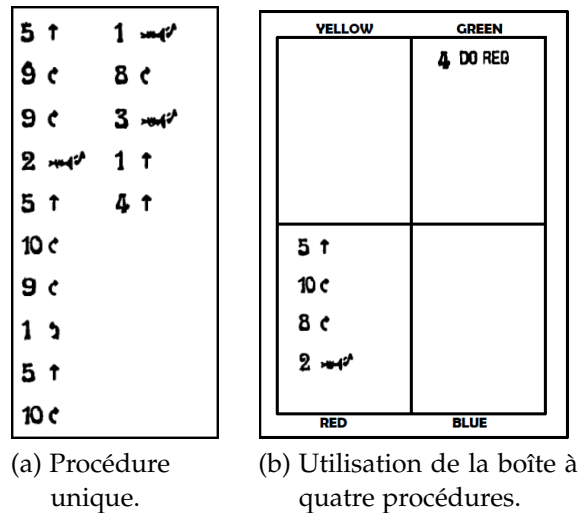 5 ↑
9 ↷
9 ↷
2
5 ↑
10 ↷
9 ↷
1 ↶
5 ↑
10 ↷
1
8 ↷
3
1 ↑
4 ↑
(a) Procédure
unique.
YELLOW GREEN
4 DO RED
5 ↑
10 ↷
8 ↷
2
RED BLUE
(b) Utilisation de la boîte à
quatre procédures.